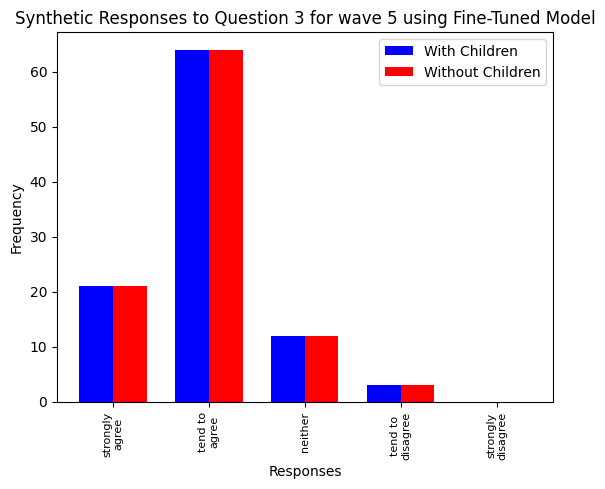 Synthetic Responses to Question 3 for wave 5 using Fine-Tuned Model
With Children
Without Children
Frequency
60
50
40
30
20
10
0
strongly
agree
tend to
agree
neither
tend to
disagree
strongly
disagree
Responses